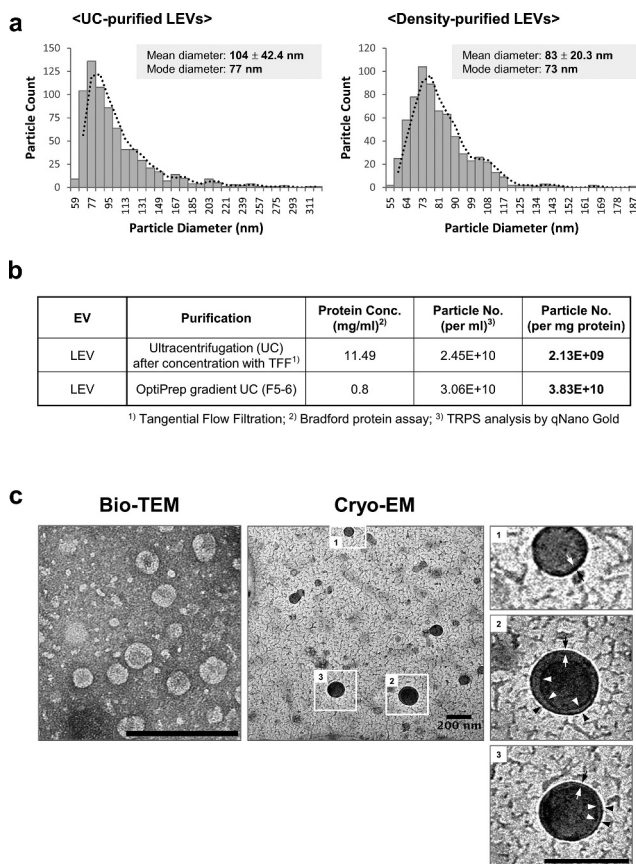 a
<UC-purified LEVs>
Mean diameter: 104 ± 42.4 nm
Mode diameter: 77 nm
Particle Count
150
125
100
75
50
25
0
59 77 95 113 131 149 167 185 203 221 239 257 275 293 311
Particle Diameter (nm)
<Density-purified LEVs>
Mean diameter: 83 ± 20.3 nm
Mode diameter: 73 nm
Particle Count
120
100
80
60
40
20
0
55 64 73 81 90 99 108 117 125 134 143 152 161 169 178 187
Particle Diameter (nm)
b
EV Purification Protein Conc. (mg/ml)2) Particle No. (per ml)3) Particle No. (per mg protein)
LEV Ultracentrifugation (UC) after concentration with TFF1) 11.49 2.45E+10 2.13E+09
LEV OptiPrep gradient UC (F5-6) 0.8 3.06E+10 3.83E+10
1) Tangential Flow Filtration; 2) Bradford protein assay; 3) TRPS analysis by qNano Gold
c
Bio-TEM
Cryo-EM
1
3
2
200 nm
1
2
3